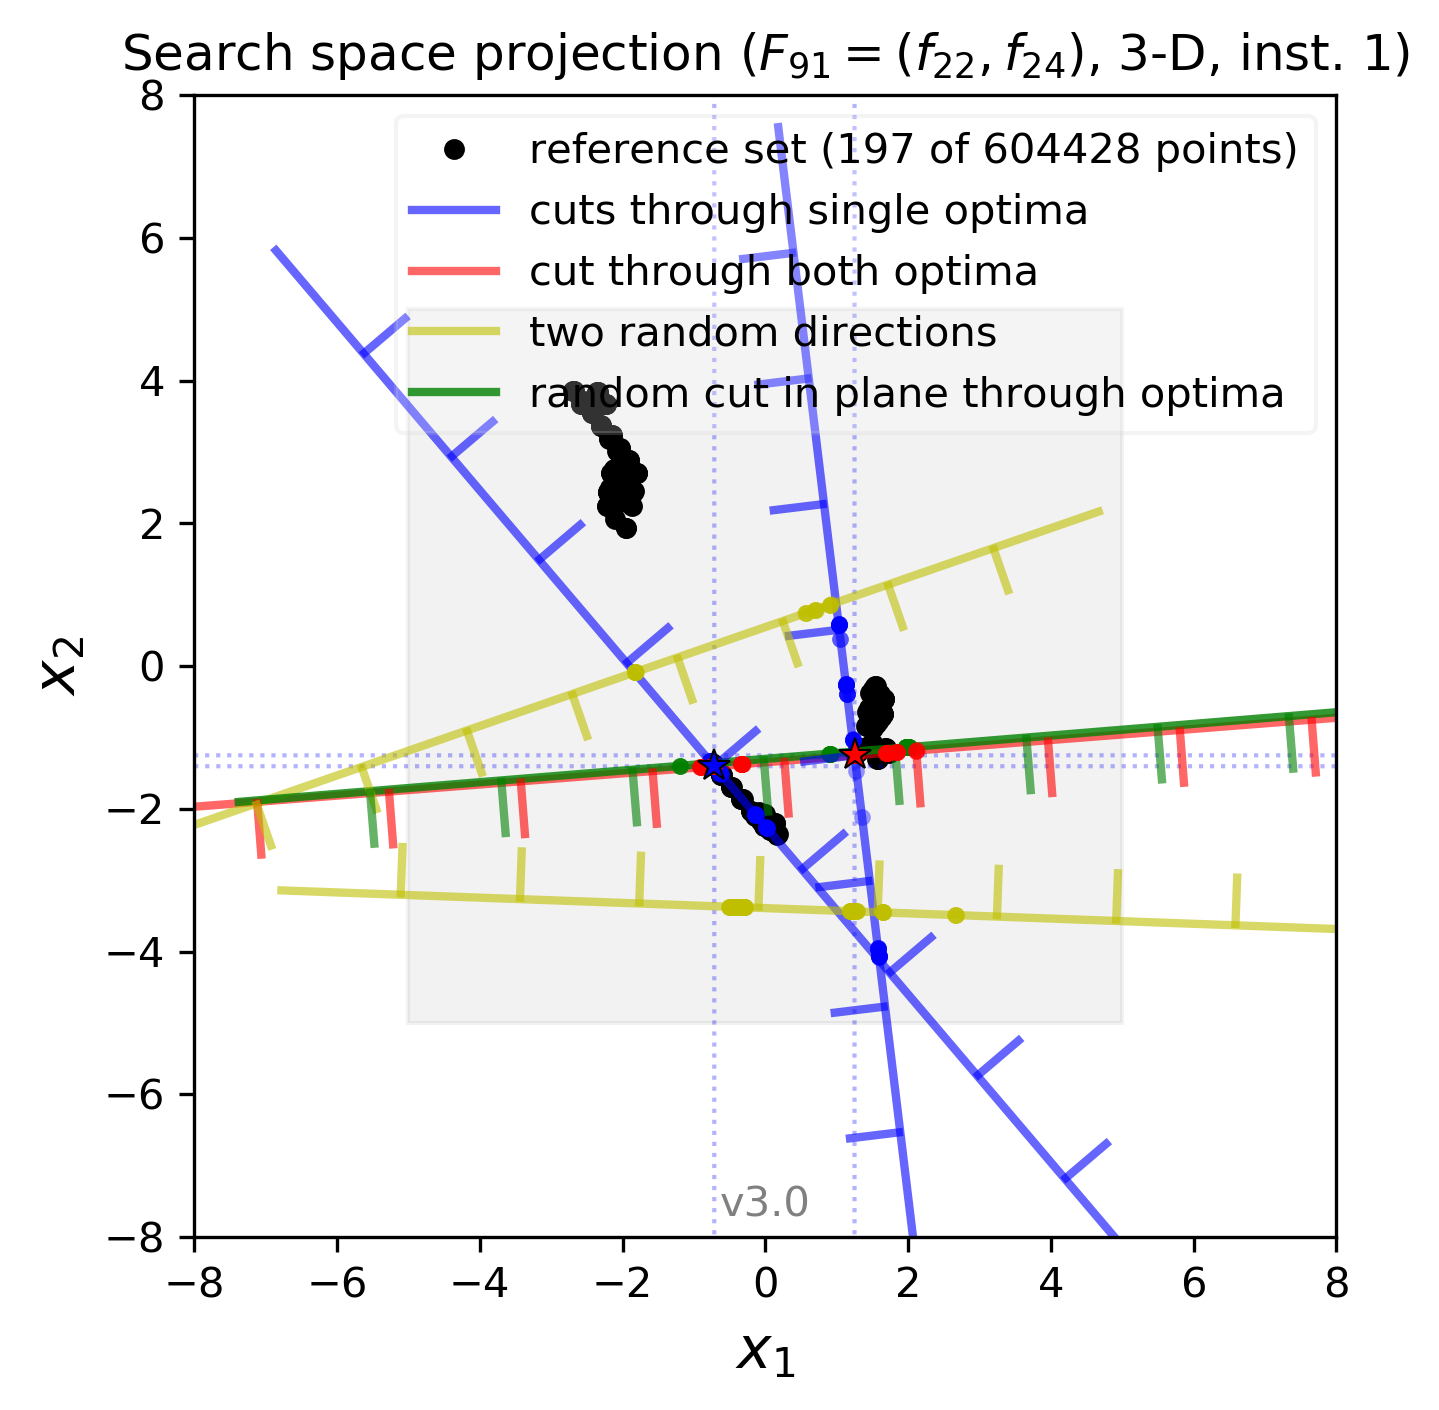 Search space projection (F₉₁ = (f₂₂, f₂₄), 3-D, inst. 1)
reference set (197 of 604428 points)
cuts through single optima
cut through both optima
two random directions
random cut in plane through optima
8
6
4
2
0
−2
−4
−6
−8
x₂
v3.0
−8 −6 −4 −2 0 2 4 6 8
x₁